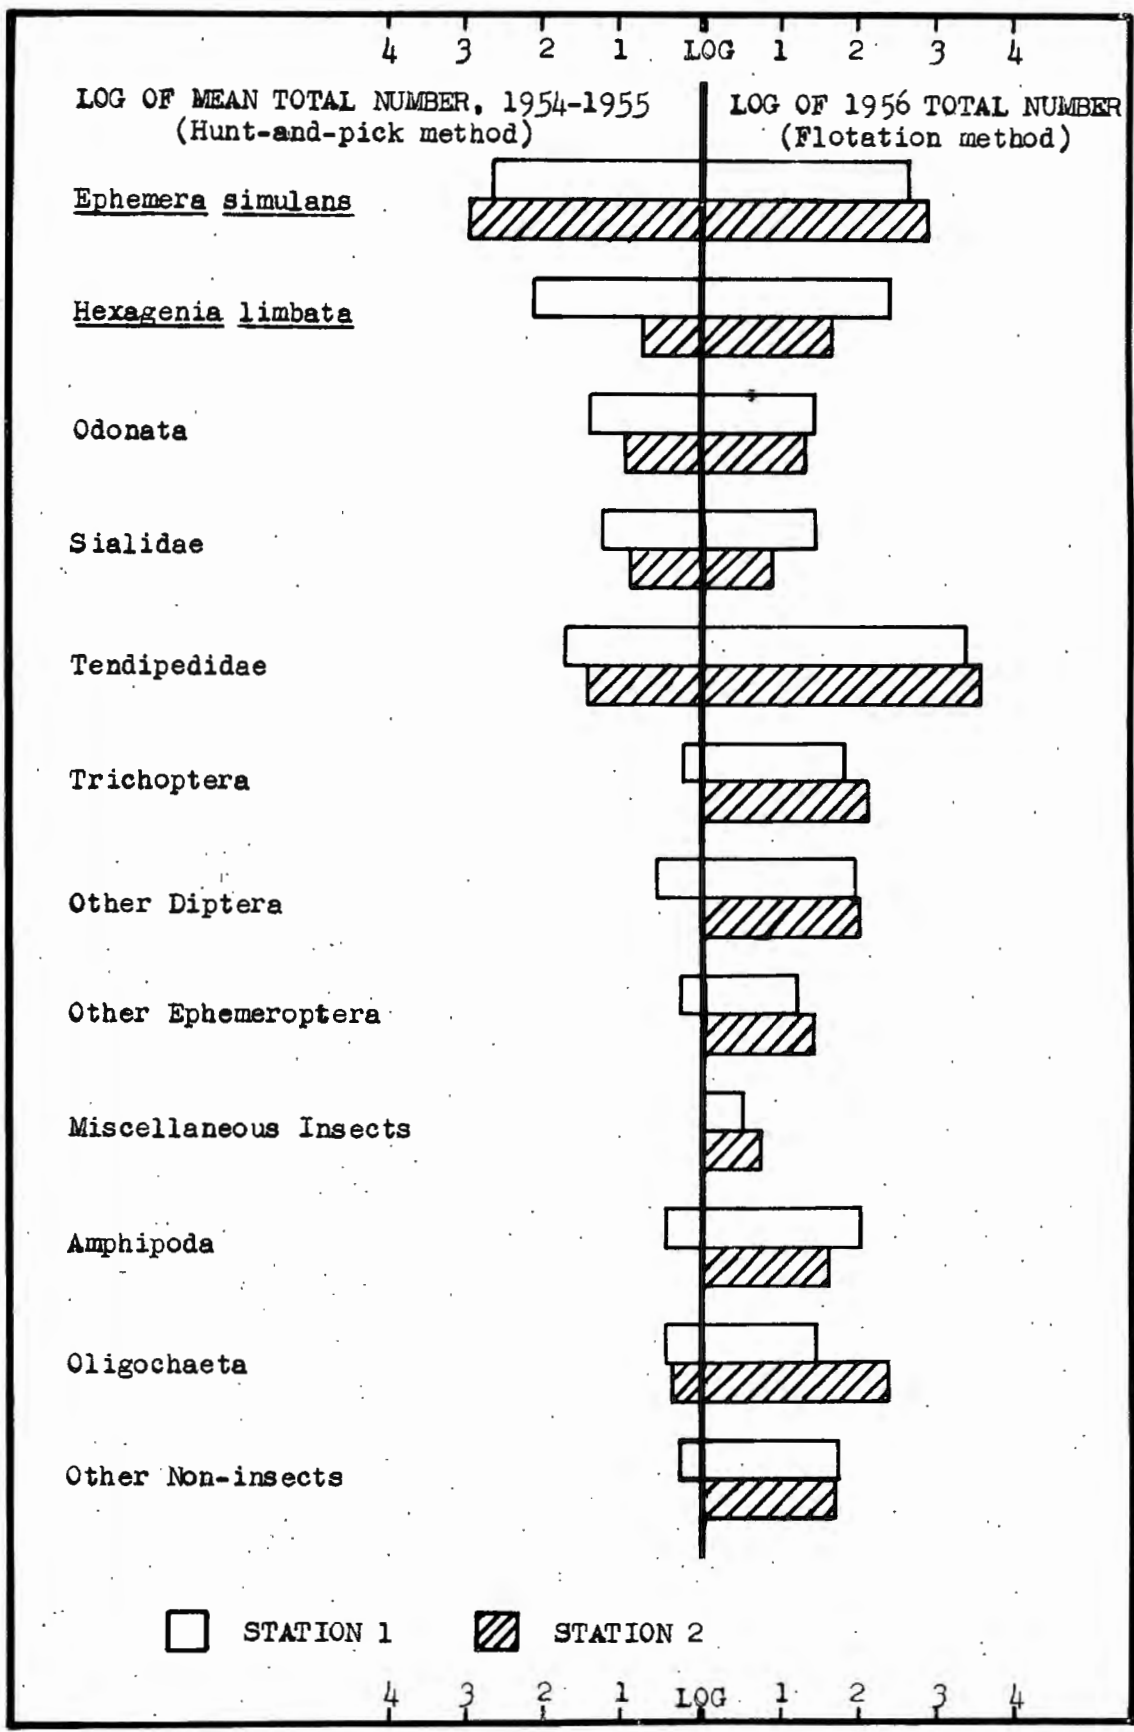 4 3 2 1 LOG 1 2 3 4
LOG OF MEAN TOTAL NUMBER, 1954-1955
(Hunt-and-pick method)
LOG OF 1956 TOTAL NUMBER
(Flotation method)
Ephemera simulans
Hexagenia limbata
Odonata
Sialidae
Tendipedidae
Trichoptera
Other Diptera
Other Ephemeroptera
Miscellaneous Insects
Amphipoda
Oligochaeta
Other Non-insects
STATION 1 STATION 2
4 3 2 1 LOG 1 2 3 4